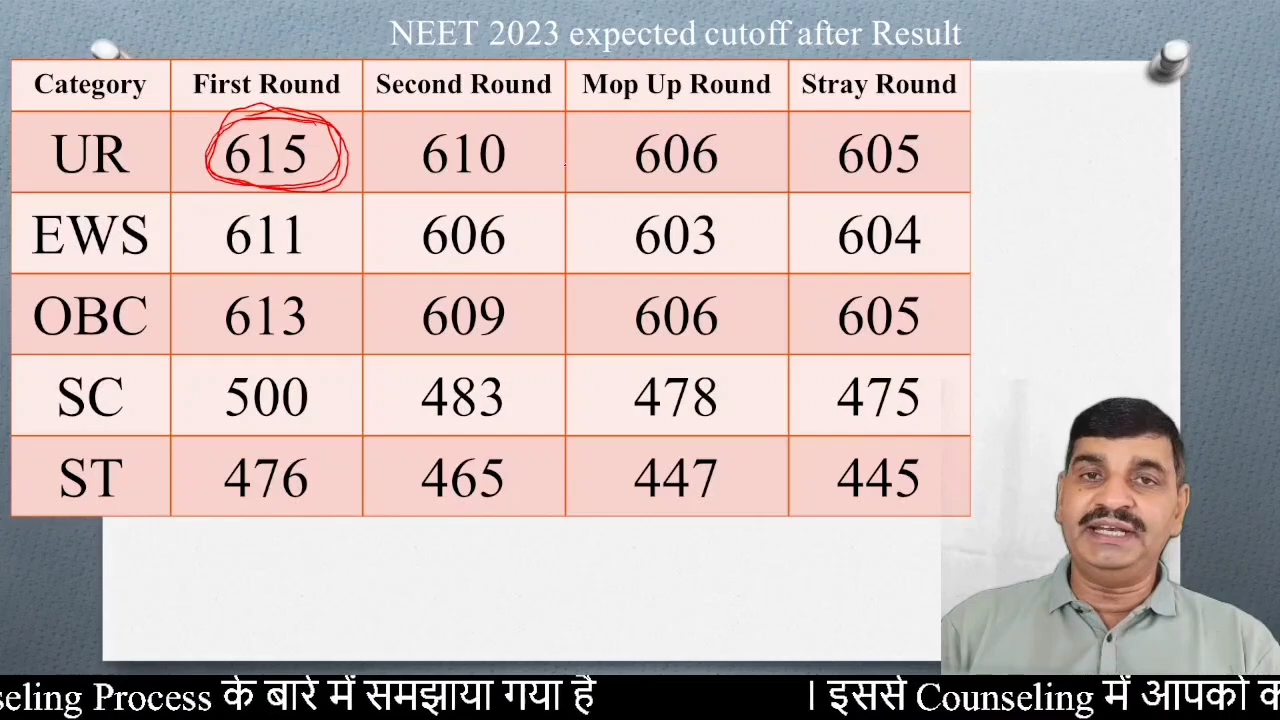 NEET 2023 expected cutoff after Result
Category First Round Second Round Mop Up Round Stray Round
UR 615 610 606 605
EWS 611 606 603 604
OBC 613 609 606 605
SC 500 483 478 475
ST 476 465 447 445
seling Process के बारे में समझाया गया है । इससे Counseling में आपको क